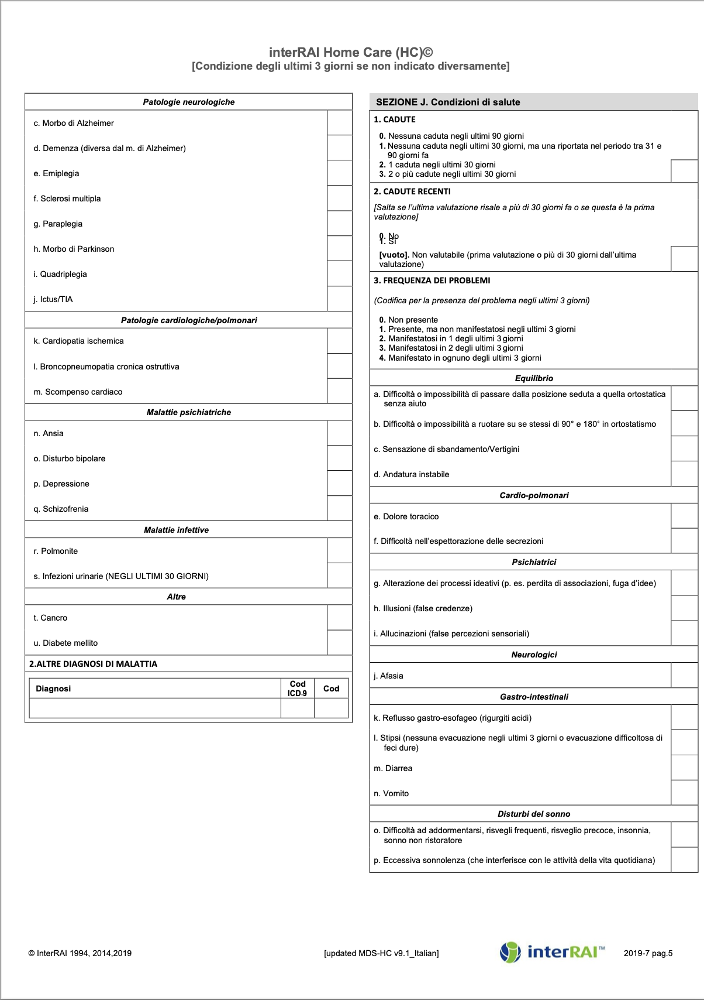 interRAI Home Care (HC)©
[Condizione degli ultimi 3 giorni se non indicato diversamente]
Patologie neurologiche
c. Morbo di Alzheimer
d. Demenza (diversa dal m. di Alzheimer)
e. Emiplegia
f. Sclerosi multipla
g. Paraplegia
h. Morbo di Parkinson
i. Quadriplegia
j. Ictus/TIA
Patologie cardiologiche/polmonari
k. Cardiopatia ischemica
l. Broncopneumopatia cronica ostruttiva
m. Scompenso cardiaco
Malattie psichiatriche
n. Ansia
o. Disturbo bipolare
p. Depressione
q. Schizofrenia
Malattie infettive
r. Polmonite
s. Infezioni urinarie (NEGLI ULTIMI 30 GIORNI)
Altre
t. Cancro
u. Diabete mellito
2.ALTRE DIAGNOSI DI MALATTIA
Diagnosi
Cod
ICD-9
Cod
SEZIONE J. Condizioni di salute
1. CADUTE
0. Nessuna caduta negli ultimi 90 giorni
1. Nessuna caduta negli ultimi 30 giorni, ma una riportata nel periodo tra 31 e
90 giorni fa
2. 1 caduta negli ultimi 30 giorni
3. 2 o più cadute negli ultimi 30 giorni
2. CADUTE RECENTI
[Salta se l’ultima valutazione risale a più di 30 giorni fa o se questa è la prima
valutazione]
0. No
1. Sì
[vuoto]. Non valutabile (prima valutazione o più di 30 giorni dall’ultima
valutazione)
3. FREQUENZA DEI PROBLEMI
(Codifica per la presenza del problema negli ultimi 3 giorni)
0. Non presente
1. Presente, ma non manifestatosi negli ultimi 3 giorni
2. Manifestatosi in 1 degli ultimi 3 giorni
3. Manifestatosi in 2 degli ultimi 3 giorni
4. Manifestato in ognuno degli ultimi 3 giorni
Equilibrio
a. Difficoltà o impossibilità di passare dalla posizione seduta a quella ortostatica
senza aiuto
b. Difficoltà o impossibilità a ruotare su se stessi di 90° e 180° in ortostatismo
c. Sensazione di sbandamento/Vertigini
d. Andatura instabile
Cardio-polmonari
e. Dolore toracico
f. Difficoltà nell’espettorazione delle secrezioni
Psichiatrici
g. Alterazione dei processi ideativi (p. es. perdita di associazioni, fuga d’idee)
h. Illusioni (false credenze)
i. Allucinazioni (false percezioni sensoriali)
Neurologici
j. Afasia
Gastro-intestinali
k. Reflusso gastro-esofageo (rigurgiti acidi)
l. Stipsi (nessuna evacuazione negli ultimi 3 giorni o evacuazione difficoltosa di
feci dure)
m. Diarrea
n. Vomito
Disturbi del sonno
o. Difficoltà ad addormentarsi, risvegli frequenti, risveglio precoce, insonnia,
sonno non ristoratore
p. Eccessiva sonnolenza (che interferisce con le attività della vita quotidiana)
© InterRAI 1994, 2014,2019
[updated MDS-HC v9.1_Italian]
interRAI™
2019-7 pag.5